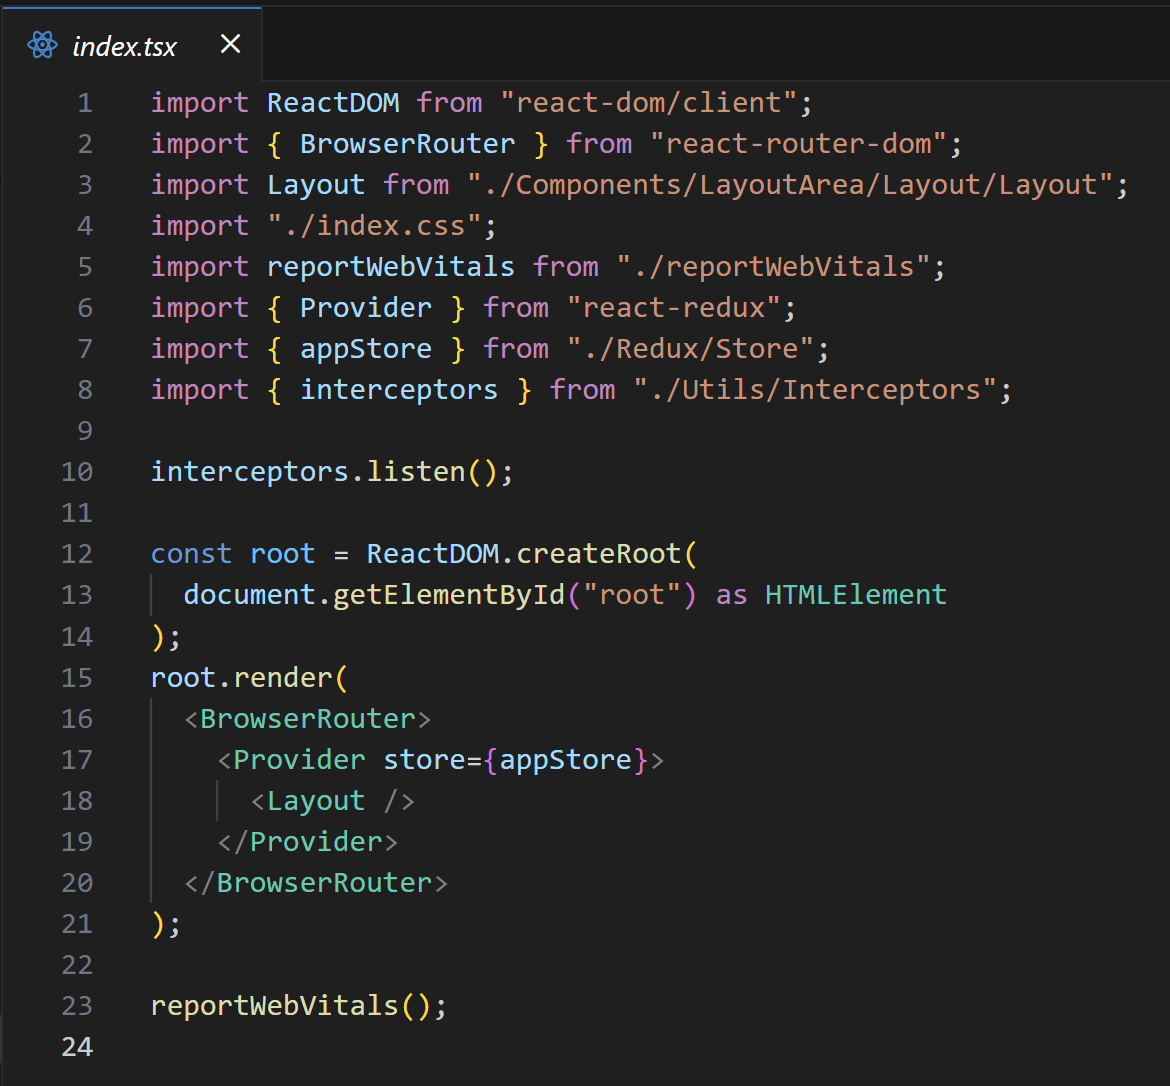 index.tsx
1 import ReactDOM from "react-dom/client";
2 import { BrowserRouter } from "react-router-dom";
3 import Layout from "./Components/LayoutArea/Layout/Layout";
4 import "./index.css";
5 import reportWebVitals from "./reportWebVitals";
6 import { Provider } from "react-redux";
7 import { appStore } from "./Redux/Store";
8 import { interceptors } from "./Utils/Interceptors";
9
10 interceptors.listen();
11
12 const root = ReactDOM.createRoot(
13   document.getElementById("root") as HTMLElement
14 );
15 root.render(
16   <BrowserRouter>
17     <Provider store={appStore}>
18       <Layout />
19     </Provider>
20   </BrowserRouter>
21 );
22
23 reportWebVitals();
24